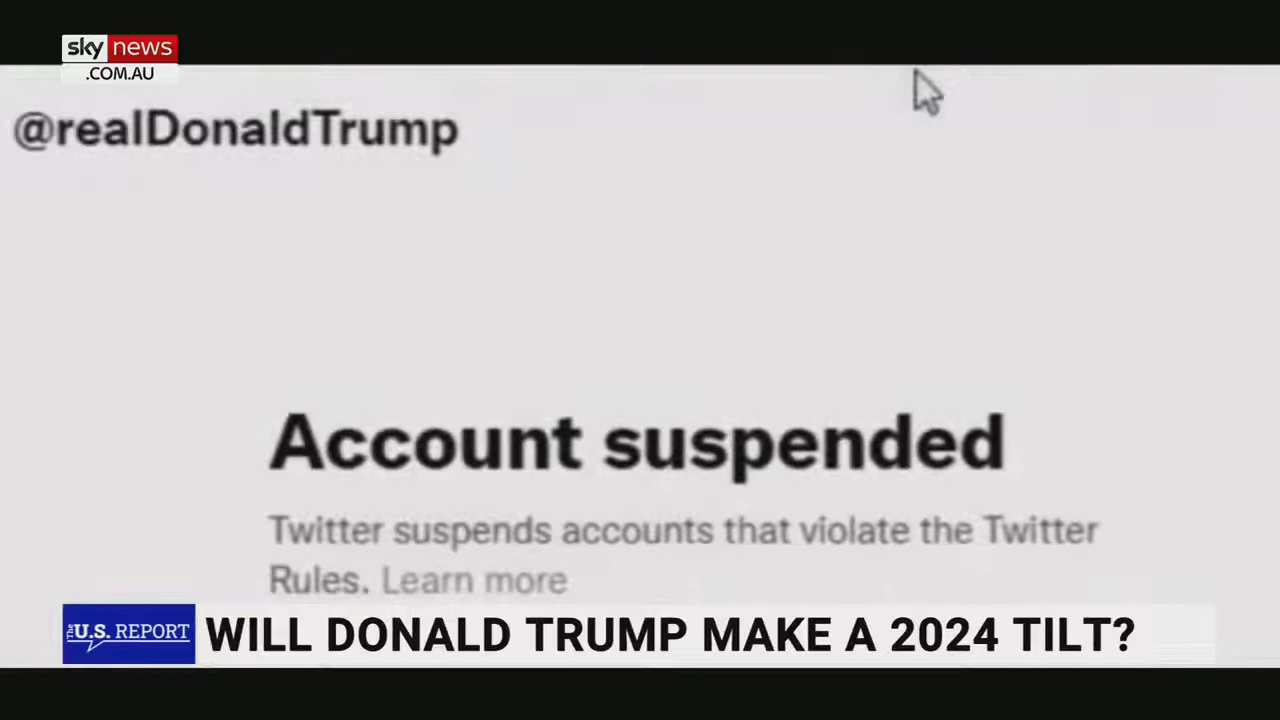 sky news
.COM.AU
@realDonaldTrump
Account suspended
Twitter suspends accounts that violate the Twitter
Rules. Learn more
The U.S. REPORT
WILL DONALD TRUMP MAKE A 2024 TILT?